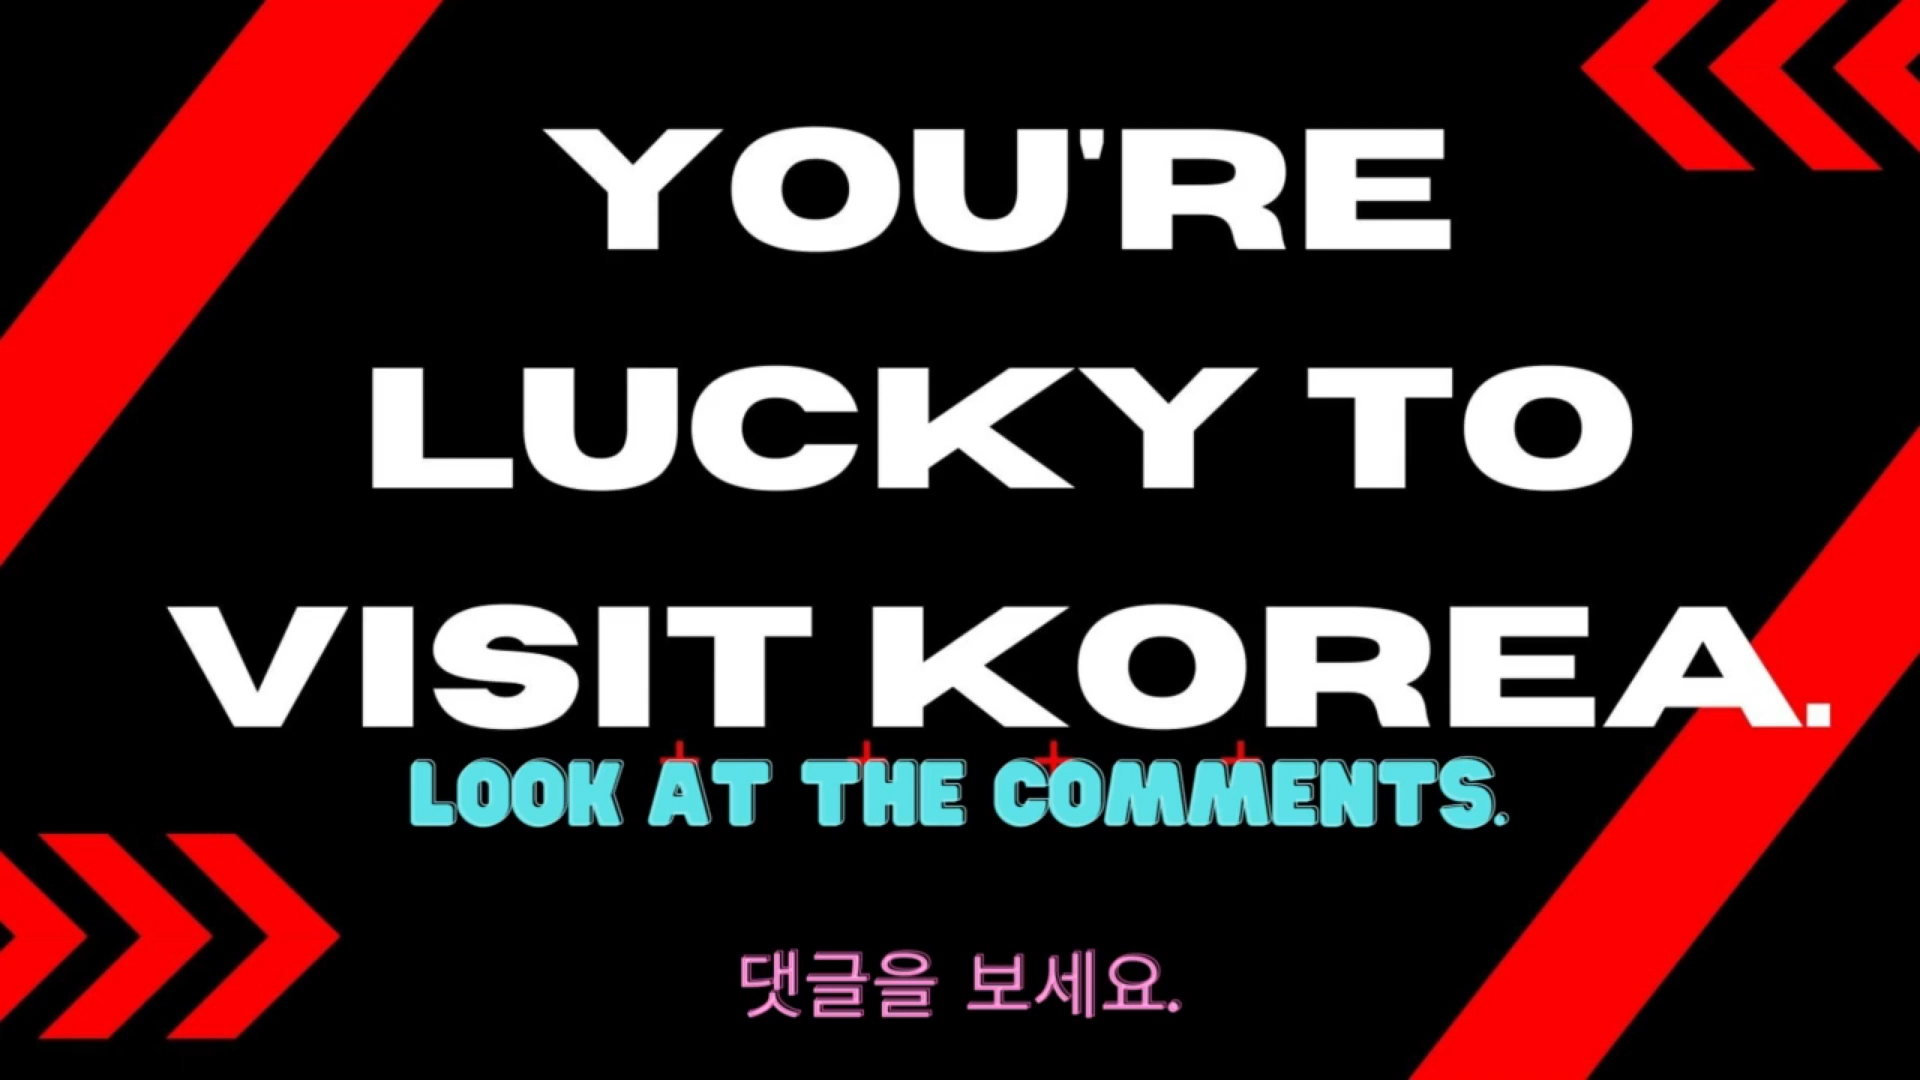 YOU'RE
LUCKY TO
VISIT KOREA.
LOOK AT THE COMMENTS.
댓글을 보세요.